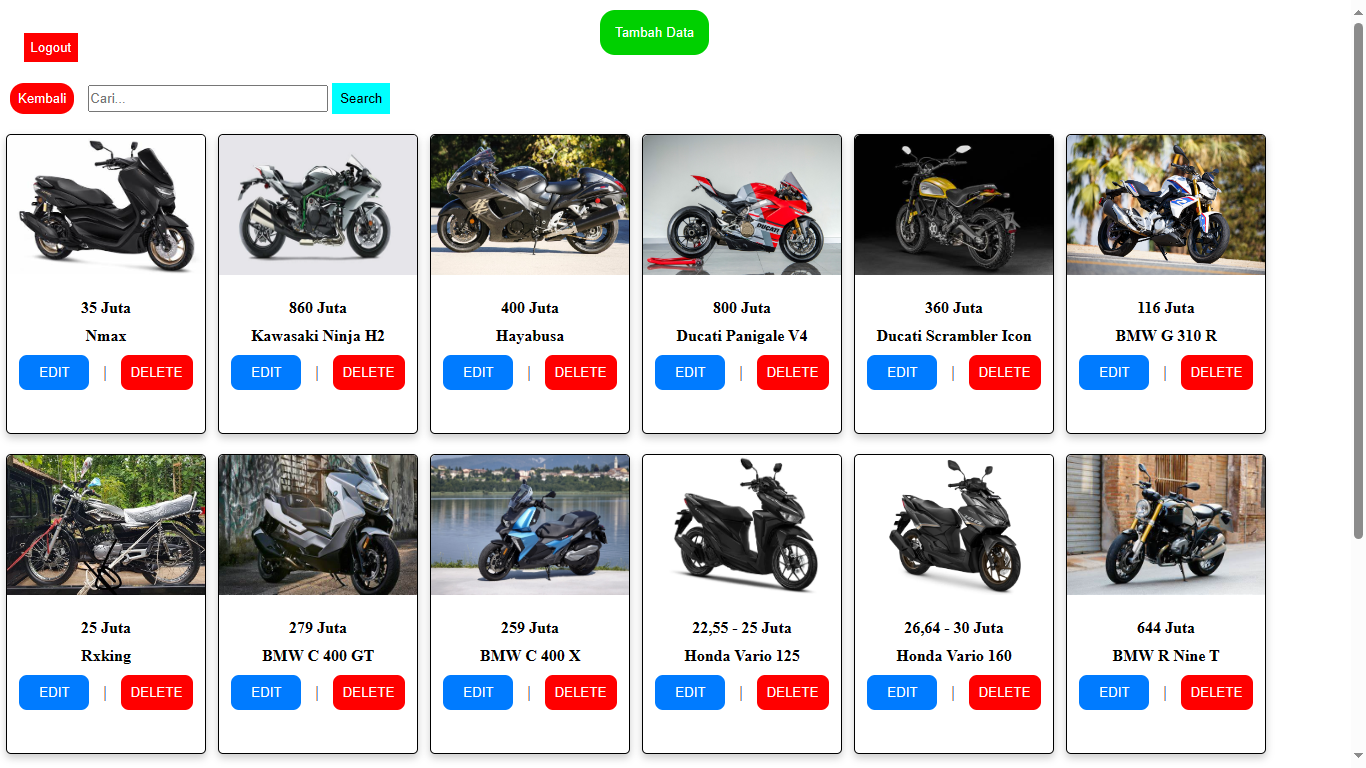 Tambah Data
Logout
Kembali
Cari...
Search
DUCATI
35 Juta
Nmax
EDIT | DELETE
860 Juta
Kawasaki Ninja H2
EDIT | DELETE
400 Juta
Hayabusa
EDIT | DELETE
800 Juta
Ducati Panigale V4
EDIT | DELETE
360 Juta
Ducati Scrambler Icon
EDIT | DELETE
116 Juta
BMW G 310 R
EDIT | DELETE
25 Juta
Rxking
EDIT | DELETE
279 Juta
BMW C 400 GT
EDIT | DELETE
259 Juta
BMW C 400 X
EDIT | DELETE
22,55 - 25 Juta
Honda Vario 125
EDIT | DELETE
26,64 - 30 Juta
Honda Vario 160
EDIT | DELETE
644 Juta
BMW R Nine T
EDIT | DELETE